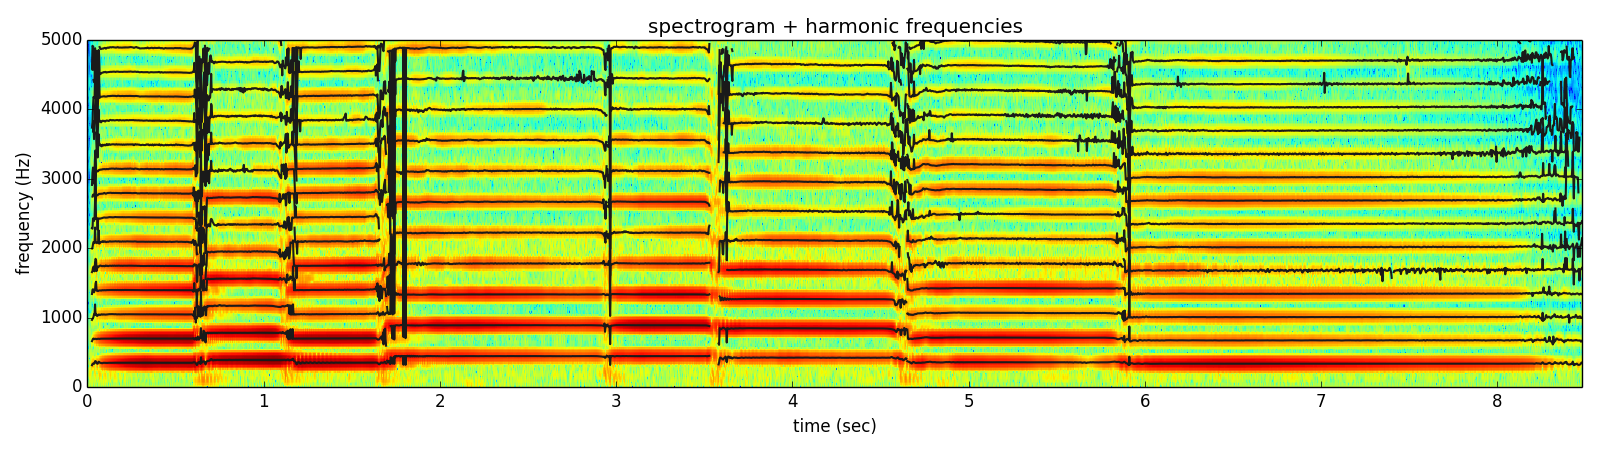 spectrogram + harmonic frequencies
5000
4000
3000
2000
1000
0
frequency (Hz)
0 1 2 3 4 5 6 7 8
time (sec)